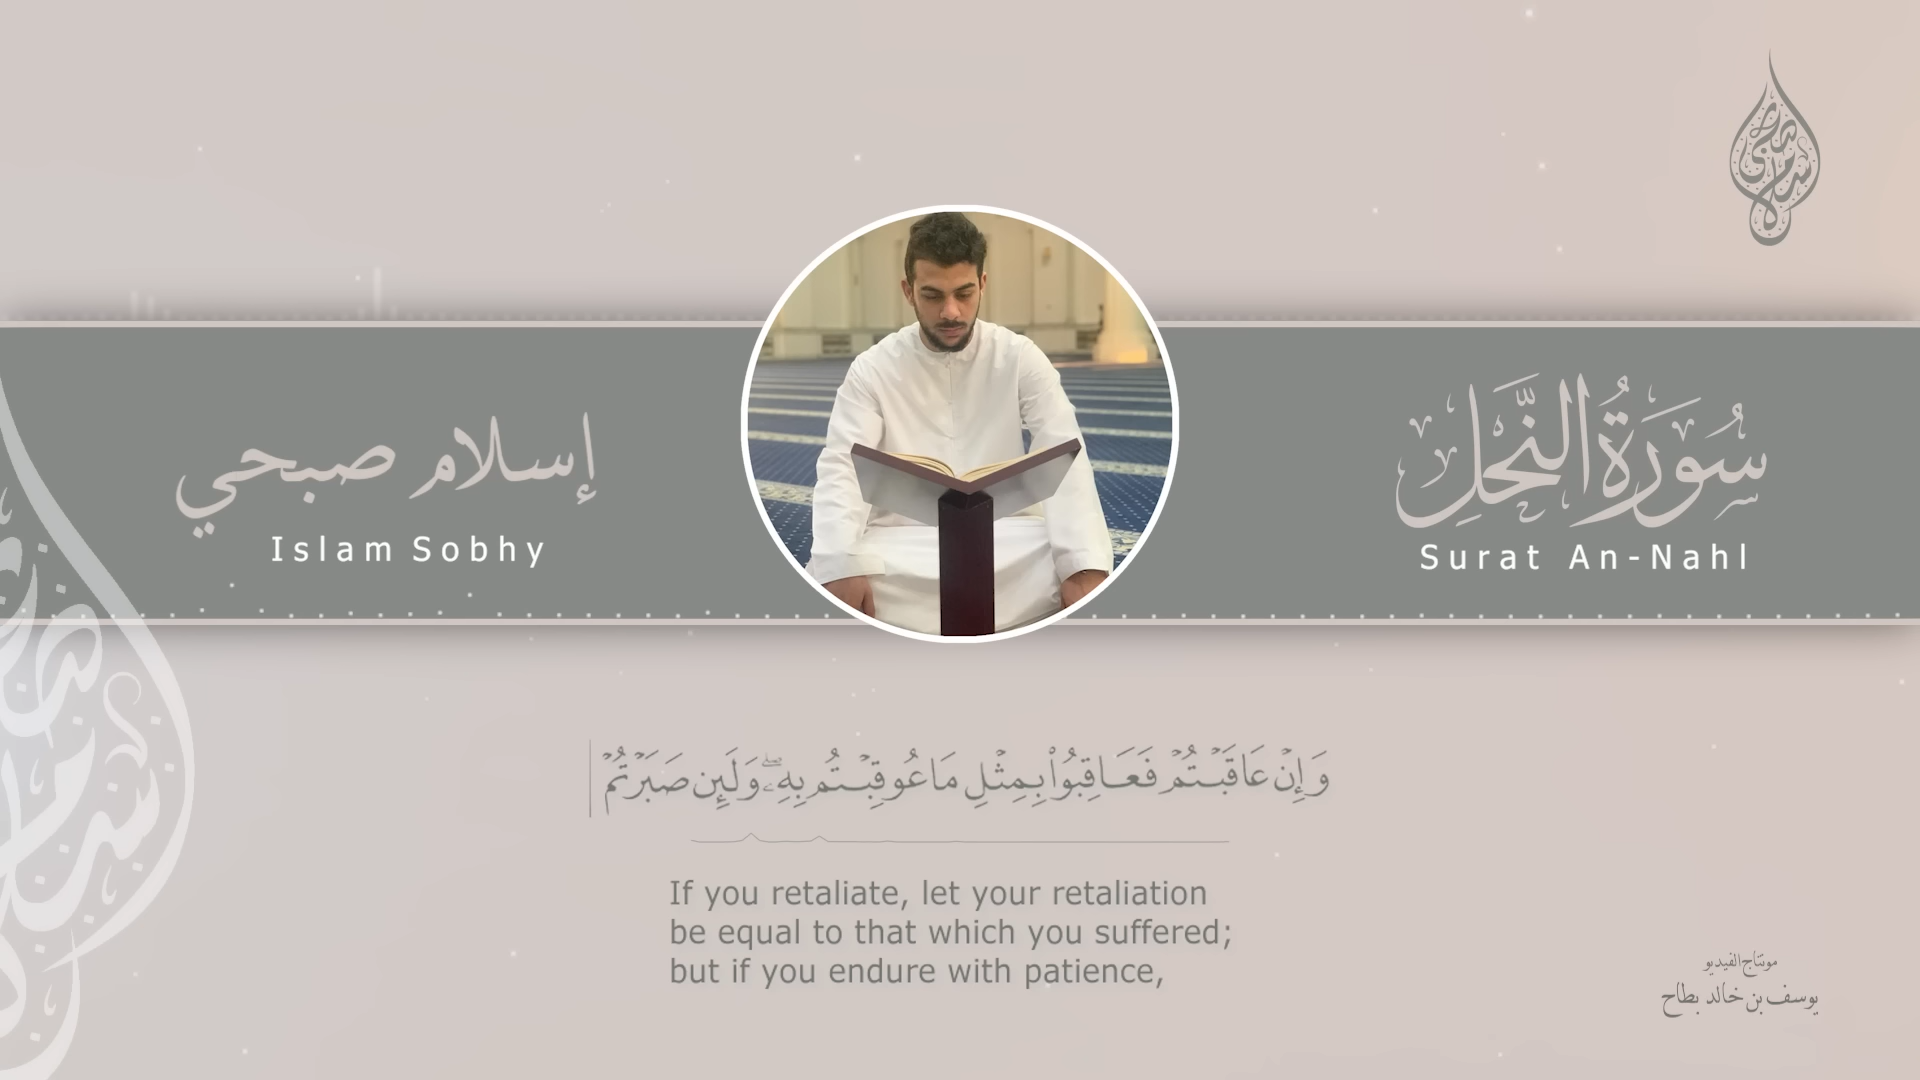 إسلام صبحي
Islam Sobhy
سُورَةُ النَّحْلِ
Surat An-Nahl
وَإِنْ عَاقَبْتُمْ فَعَاقِبُوا۟ بِمِثْلِ مَا عُوقِبْتُم بِهِۦ ۖ وَلَئِن صَبَرْتُمْ
If you retaliate, let your retaliation
be equal to that which you suffered;
but if you endure with patience,
مونتاج الفيديو
يوسف بن خالد بطاح